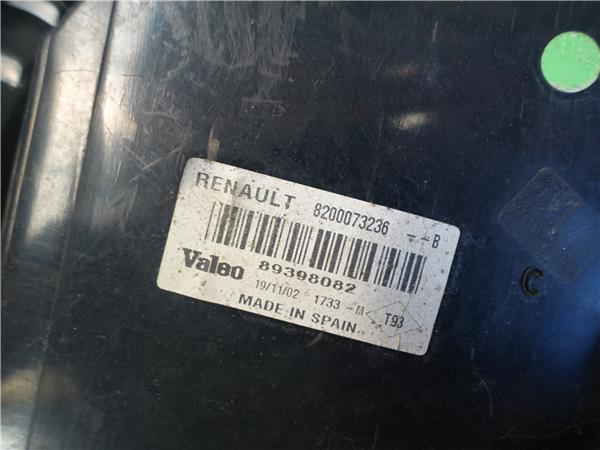 RENAULT 8200073236 --B
Valeo 89398082
19/11/02 1733-M T93
MADE IN SPAIN
C